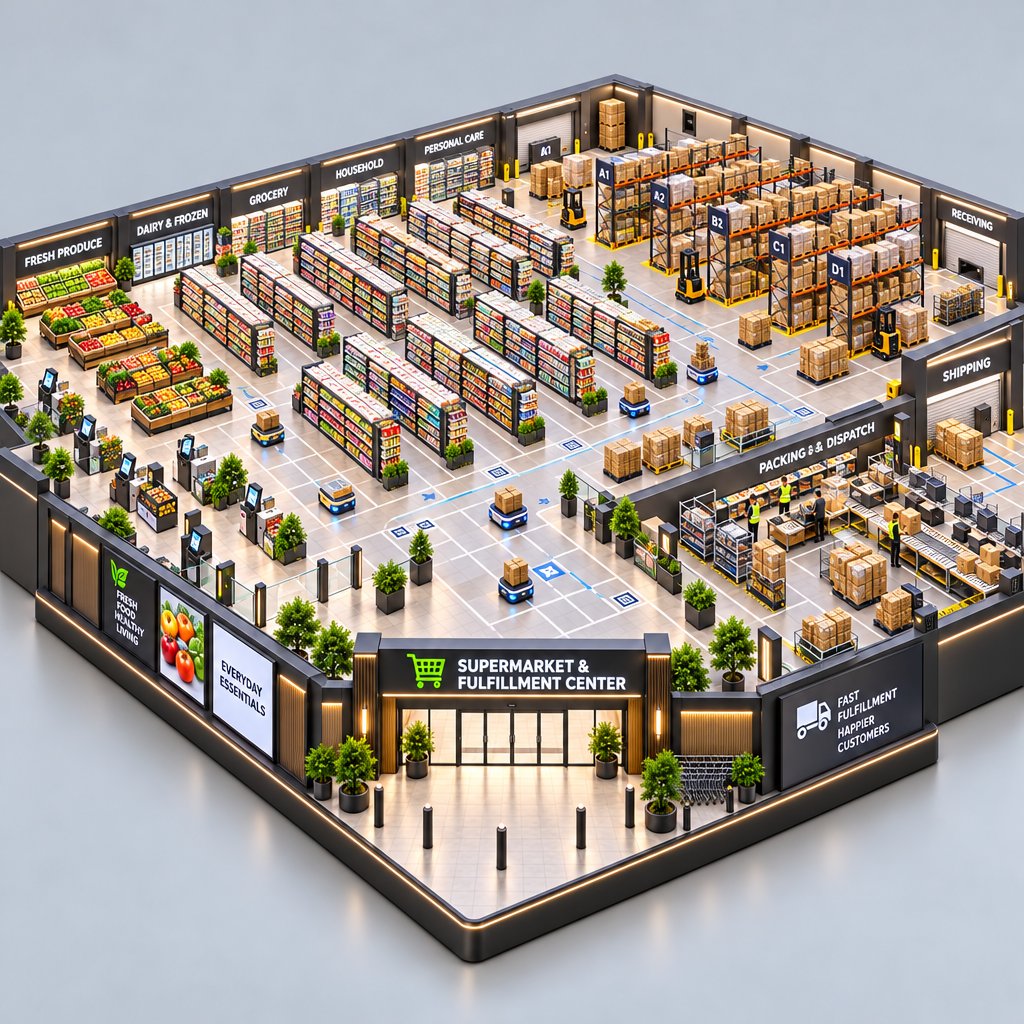 PERSONAL CARE
HOUSEHOLD
GROCERY
DAIRY & FROZEN
FRESH PRODUCE
A1
A1
A2
B2
C1
D1
RECEIVING
SHIPPING
PACKING & & DISPATCH
FRESH
FOOD
HEALTHY
LIVING
EVERYDAY
ESSENTIALS
SUPERMARKET &
FULFILLMENT CENTER
FAST
FULFILLMENT
HAPPIER
CUSTOMERS